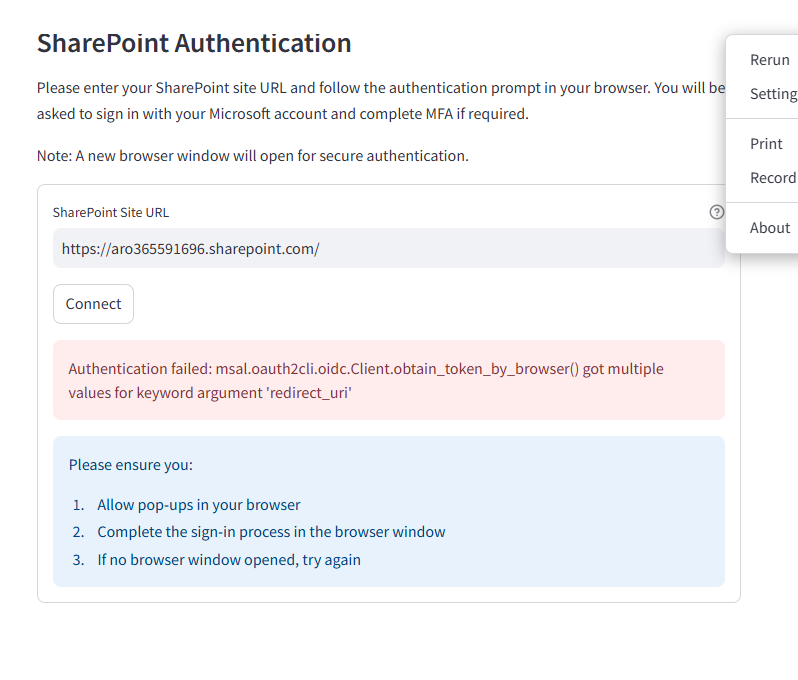 SharePoint Authentication
Please enter your SharePoint site URL and follow the authentication prompt in your browser. You will be
asked to sign in with your Microsoft account and complete MFA if required.
Note: A new browser window will open for secure authentication.
SharePoint Site URL
?
https://aro365591696.sharepoint.com/
Connect
Authentication failed: msal.oauth2cli.oidc.Client.obtain_token_by_browser() got multiple
values for keyword argument 'redirect_uri'
Please ensure you:
1. Allow pop-ups in your browser
2. Complete the sign-in process in the browser window
3. If no browser window opened, try again
Rerun
Setting
Print
Record
About